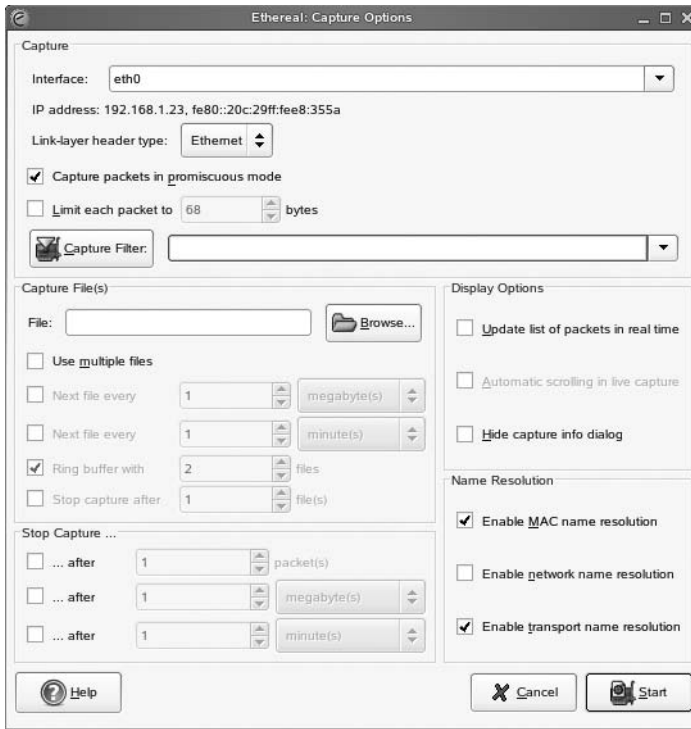 Ethereal: Capture Options
Capture
Interface: eth0
IP address: 192.168.1.23, fe80::20c:29ff:fee8:355a
Link-layer header type: Ethernet
Capture packets in promiscuous mode
Limit each packet to 68 bytes
Capture Filter:
Capture File(s)
File: Browse...
Use multiple files
Next file every 1 megabyte(s)
Next file every 1 minute(s)
Ring buffer with 2 files
Stop capture after 1 file(s)
Stop Capture ...
... after 1 packet(s)
... after 1 megabyte(s)
... after 1 minute(s)
Display Options
Update list of packets in real time
Automatic scrolling in live capture
Hide capture info dialog
Name Resolution
Enable MAC name resolution
Enable network name resolution
Enable transport name resolution
Help Cancel Start